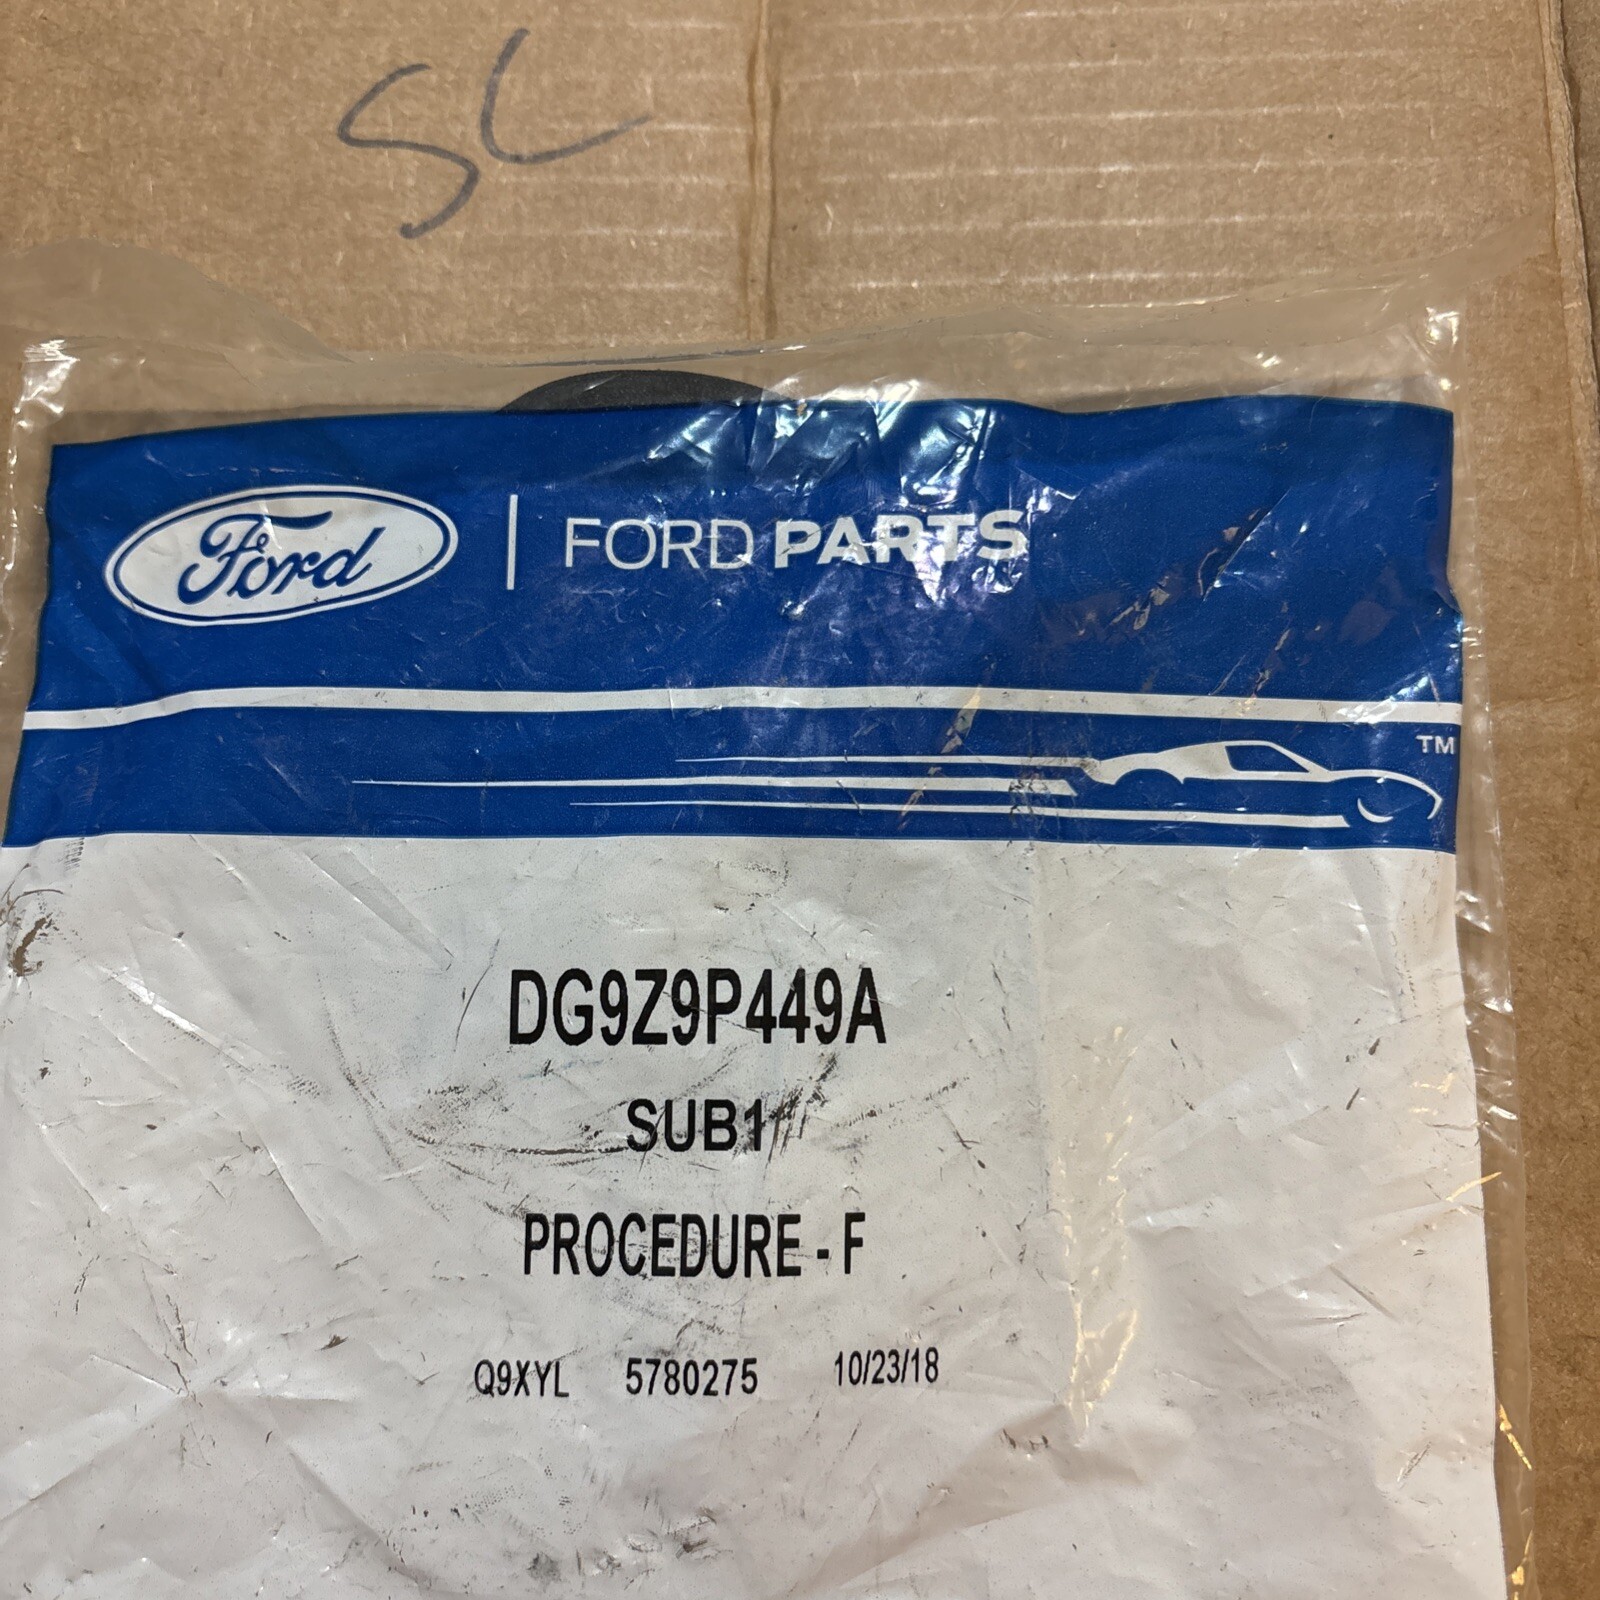 SL
Ford | FORD PARTS
TM
DG9Z9P449A
SUB1
PROCEDURE - F
Q9XYL 5780275 10/23/18